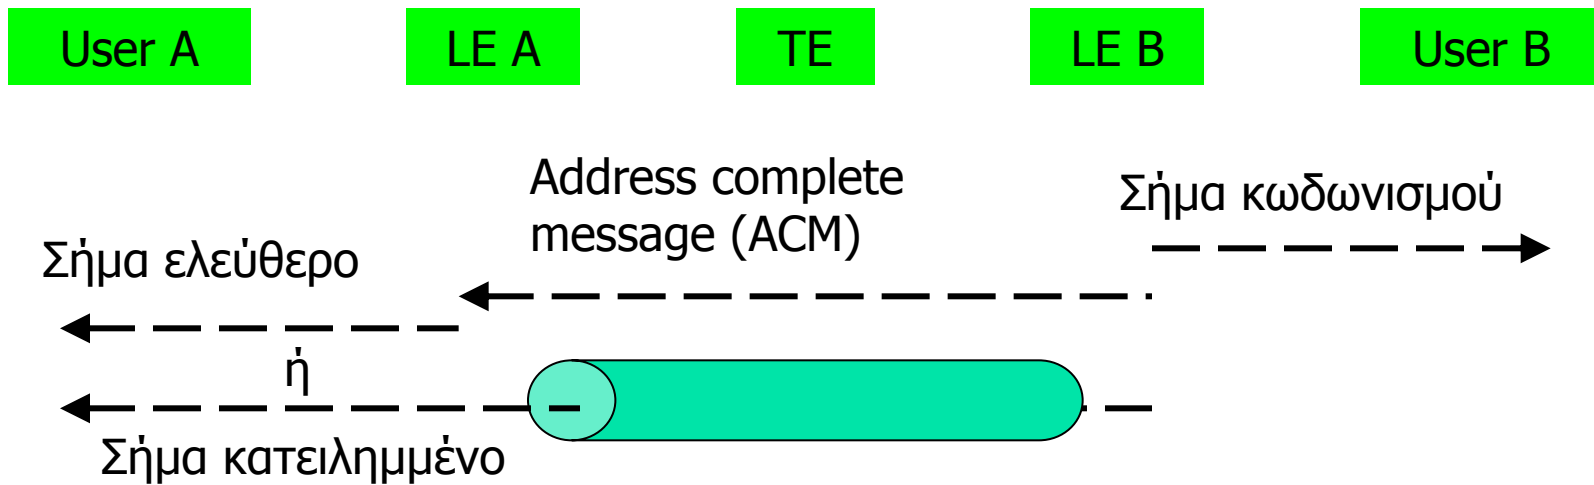 User A
LE A
TE
LE B
User B
Address complete
message (ACM)
Σήμα κωδωνισμού
Σήμα ελεύθερο
ή
Σήμα κατειλημμένο